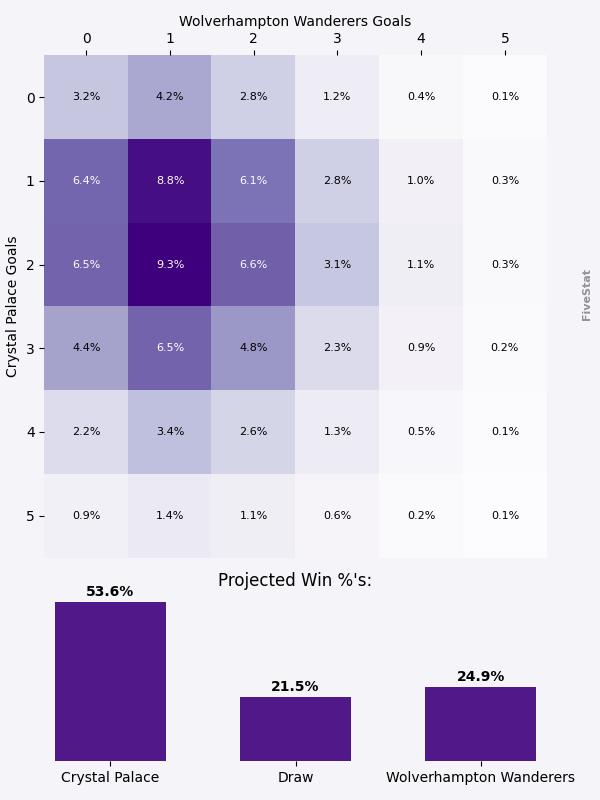 Wolverhampton Wanderers Goals
0 1 2 3 4 5
0 3.2% 4.2% 2.8% 1.2% 0.4% 0.1%
1 6.4% 8.8% 6.1% 2.8% 1.0% 0.3%
2 6.5% 9.3% 6.6% 3.1% 1.1% 0.3%
3 4.4% 6.5% 4.8% 2.3% 0.9% 0.2%
4 2.2% 3.4% 2.6% 1.3% 0.5% 0.1%
5 0.9% 1.4% 1.1% 0.6% 0.2% 0.1%
Crystal Palace Goals
FiveStat
Projected Win %'s:
53.6% 21.5% 24.9%
Crystal Palace Draw Wolverhampton Wanderers